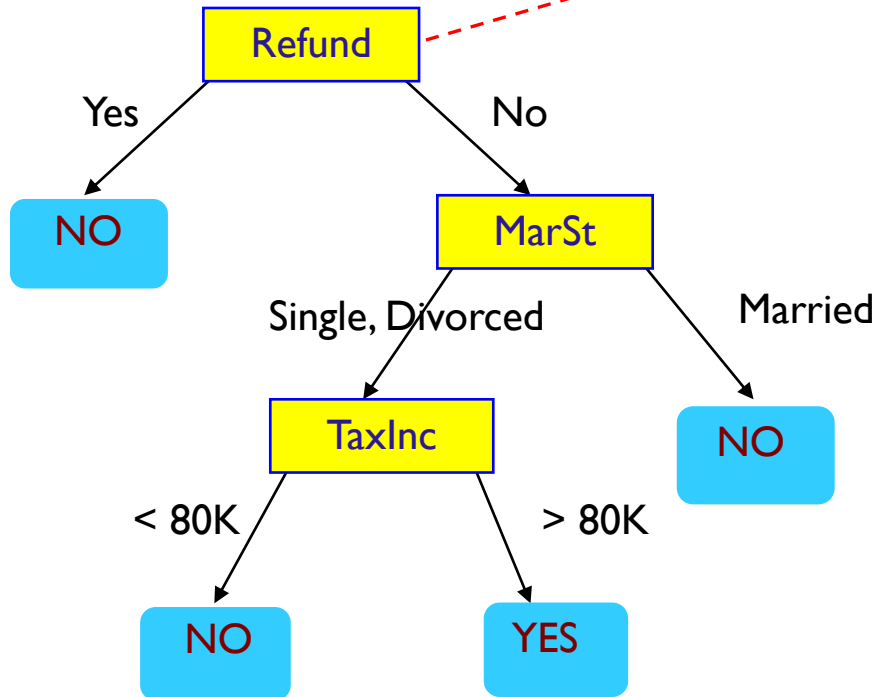 Refund
Yes
No
NO
MarSt
Single, Divorced
Married
TaxInc
NO
< 80K
> 80K
NO
YES